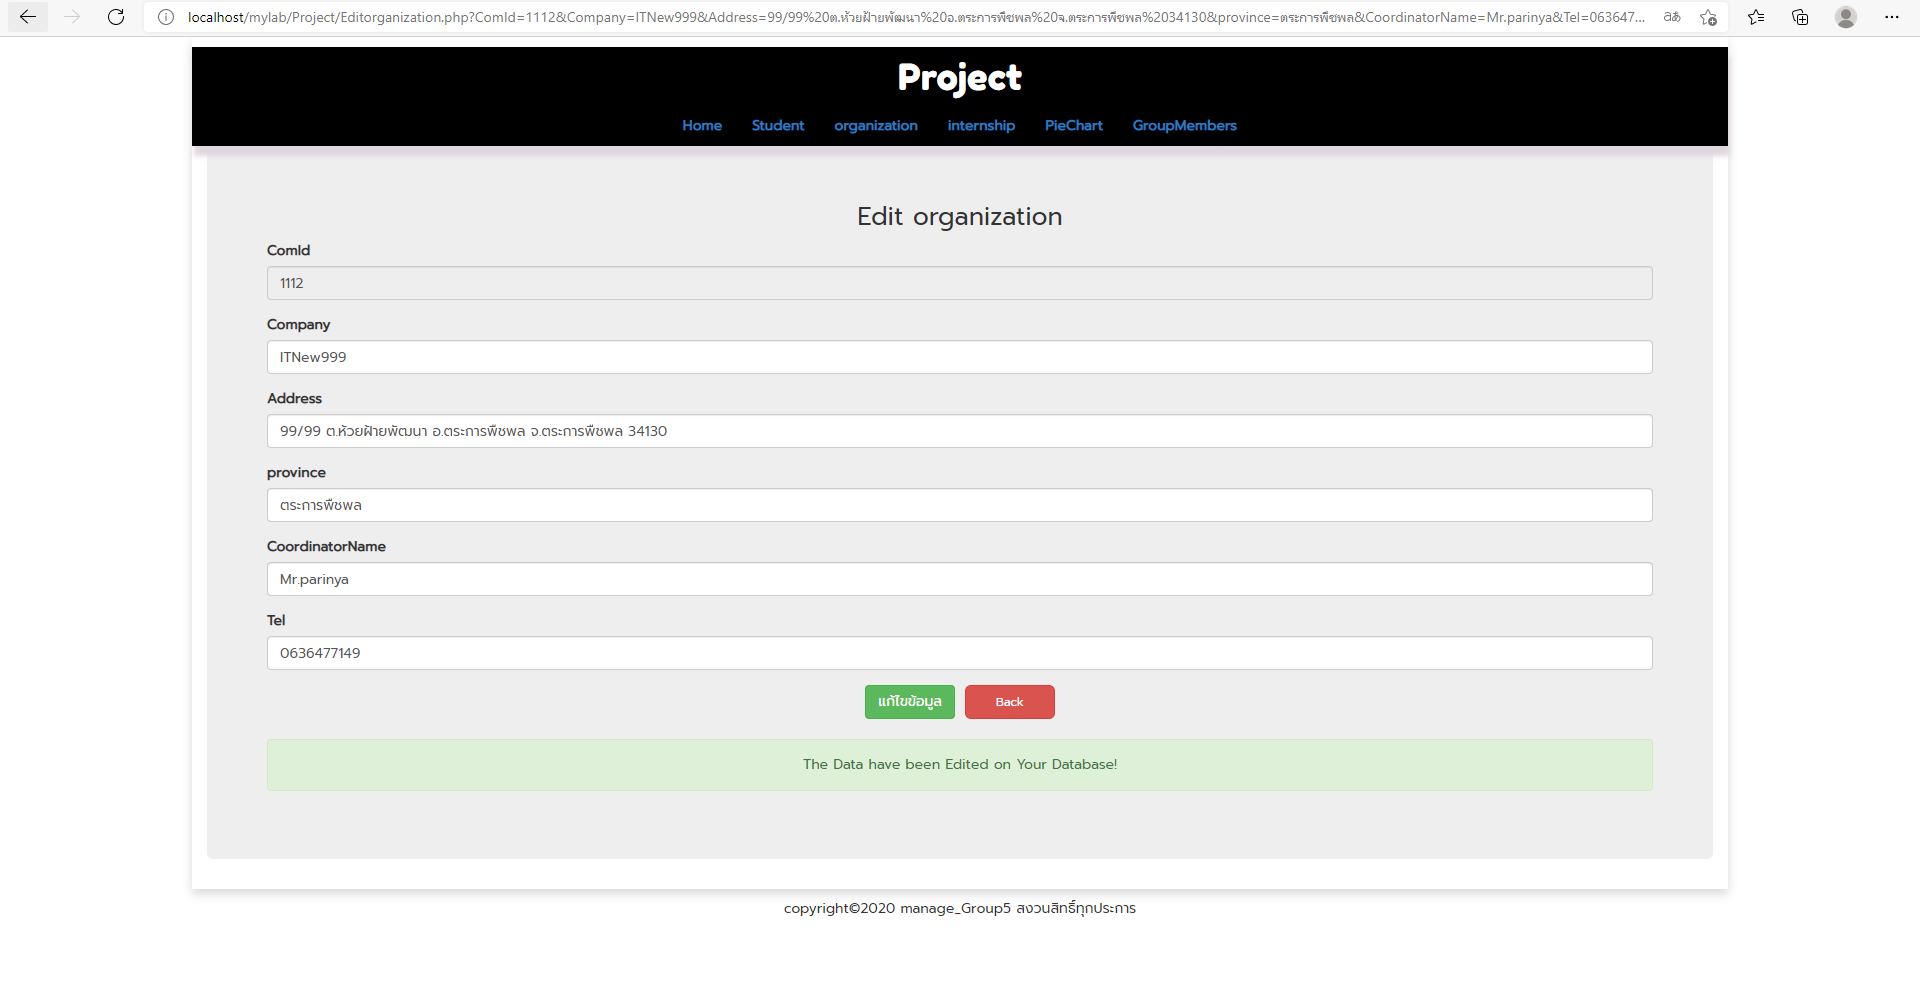 localhost/mylab/Project/Editorganization.php?ComId=1112&Company=ITNew999&Address=99/99%20ต.ห้วยฝ้ายพัฒนา%20อ.ตระการพืชพล%20จ.ตระการพืชพล%2034130&province=ตระการพืชพล&CoordinatorName=Mr.parinya&Tel=063647...
Project
Home Student organization internship PieChart GroupMembers
Edit organization
ComId
1112
Company
ITNew999
Address
99/99 ต.ห้วยฝ้ายพัฒนา อ.ตระการพืชพล จ.ตระการพืชพล 34130
province
ตระการพืชพล
CoordinatorName
Mr.parinya
Tel
0636477149
แก้ไขข้อมูล Back
The Data have been Edited on Your Database!
copyright©2020 manage_Group5 สงวนสิทธิ์ทุกประการ